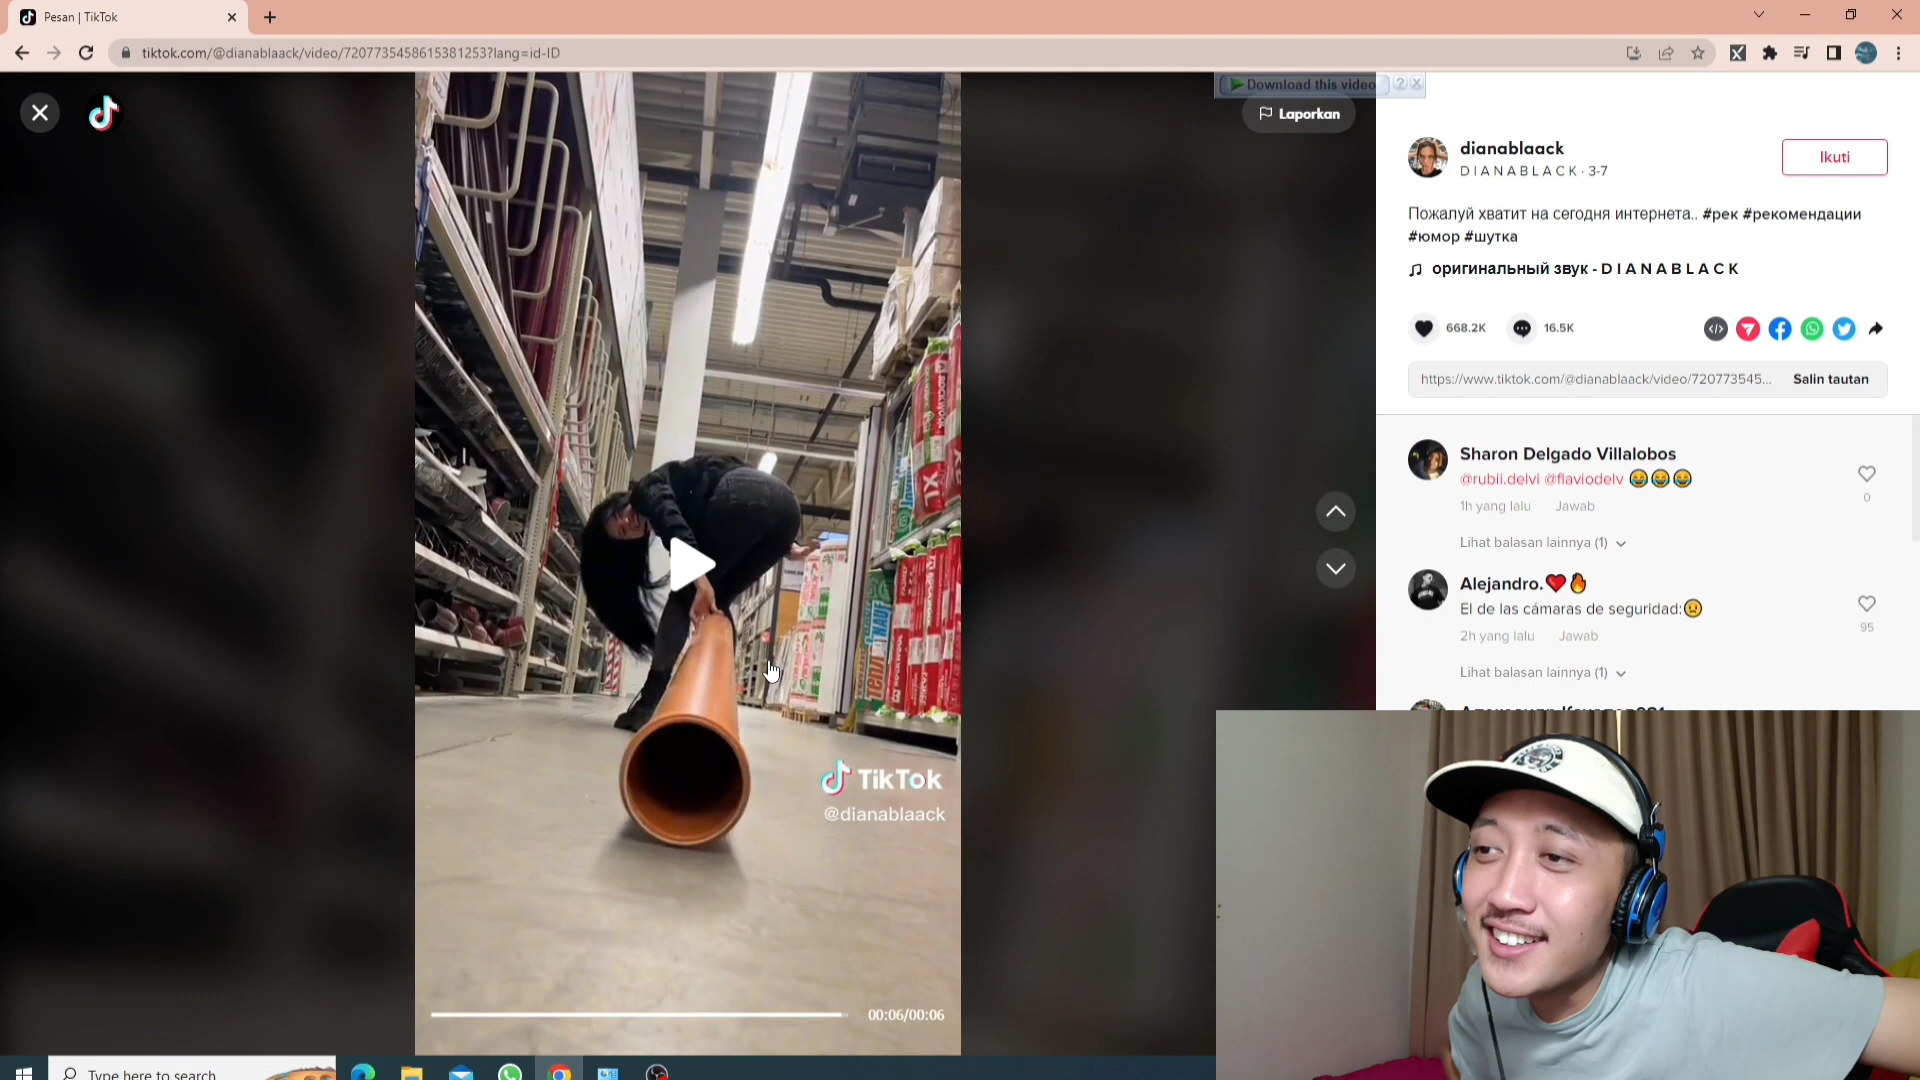 Pesan | TikTok
tiktok.com/@dianablaack/video/7207735458615381253?lang=id-ID
Download this video
Laporkan
dianablaack
D I A N A B L A C K · 3-7
Ikuti
Пожалуй хватит на сегодня интернета.. #рек #рекомендации
#юмор #шутка
оригинальный звук - D I A N A B L A C K
668.2K
16.5K
https://www.tiktok.com/@dianablaack/video/720773545...
Salin tautan
Sharon Delgado Villalobos
@rubii.delvi @flaviodelv 😂😂😂
0
1h yang lalu
Jawab
Lihat balasan lainnya (1)
Alejandro.❤️🔥
El de las cámaras de seguridad:😟
95
2h yang lalu
Jawab
Lihat balasan lainnya (1)
XL
ROCKWOOL
TikTok
@dianablaack
00:06/00:06
Type here to search